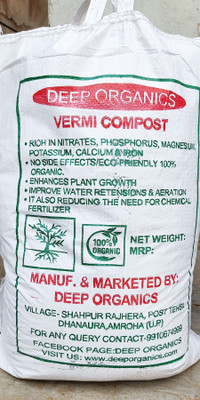 DEEP ORGANICS
VERMI COMPOST
• RICH IN NITRATES, PHOSPHORUS, MAGNESIUM,
POTASSIUM, CALCIUM & IRON
• NO SIDE EFFECTS/ECO-FRIENDLY 100%
ORGANIC.
• ENHANCES PLANT GROWTH
• IMPROVE WATER RETENSIONS & AERATION
• IT ALSO REDUCING THE NEED FOR CHEMICAL
FERTILIZER
100%
ORGANIC
NET WEIGHT:
MRP:
MANUF. & MARKETED BY:
DEEP ORGANICS
VILLAGE- SHAHPUR RAJHERA, POST TEHSIL
DHANAURA, AMROHA (U.P)
FOR ANY QUERY CONTACT-9910674999
FACEBOOK PAGE:DEEP ORGANICS
VISIT US: www.deeporganics.com